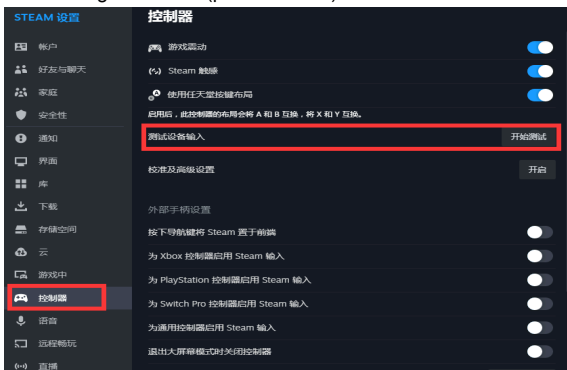 STEAM 设置
帐户
好友与聊天
家庭
安全性
通知
界面
库
下载
存储空间
云
游戏中
控制器
语音
远程畅玩
直播
控制器
游戏震动
Steam 触感
使用任天堂按键布局
启用后，此控制器的布局会将 A 和 B 互换，将 X 和 Y 互换。
测试设备输入 开始测试
校准及高级设置 开启
外部手柄设置
按下导航键将 Steam 置于前端
为 Xbox 控制器启用 Steam 输入
为 PlayStation 控制器启用 Steam 输入
为 Switch Pro 控制器启用 Steam 输入
为通用控制器启用 Steam 输入
退出大屏幕模式时关闭控制器